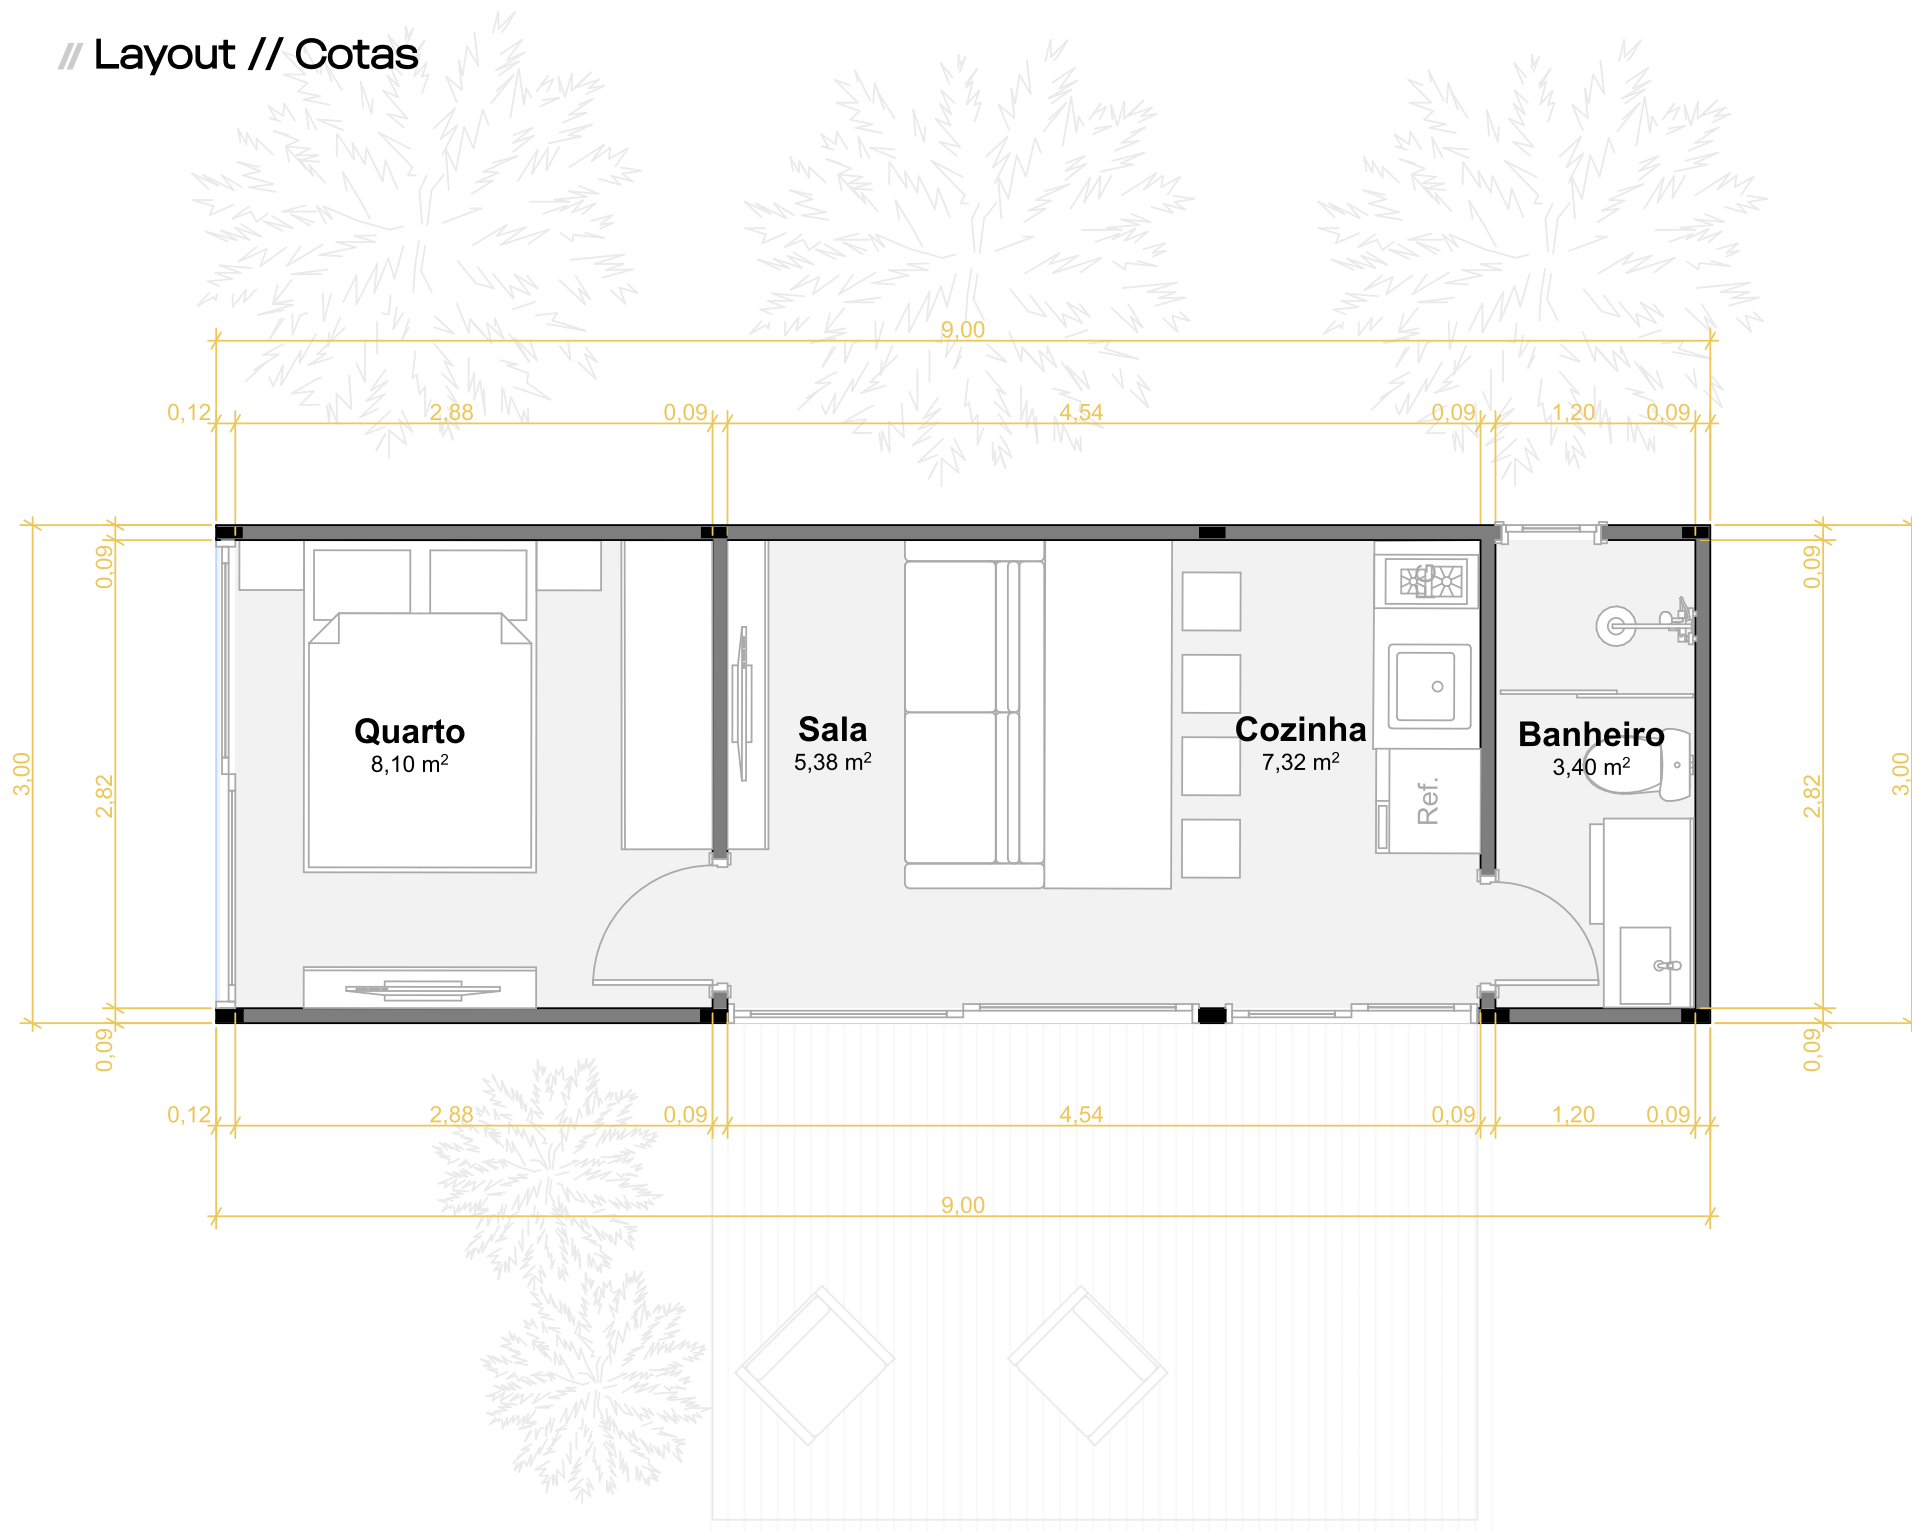 // Layout // Cotas
9,00
0,12 2,88 0,09 4,54 0,09 1,20 0,09
0,09 0,09
3,00 2,82 2,82 3,00
Quarto
8,10 m²
Sala
5,38 m²
Cozinha
7,32 m²
Banheiro
3,40 m²
Ref.
0,09 0,09
0,12 2,88 0,09 4,54 0,09 1,20 0,09
9,00